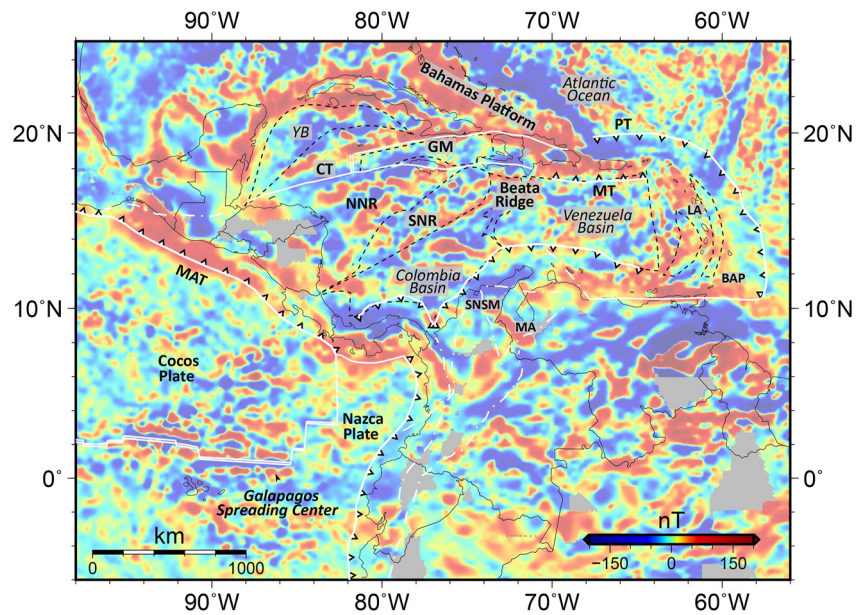 90°W 80°W 70°W 60°W
Atlantic
Ocean
Bahamas Platform
PT
20°N 20°N
YB
GM
CT
Beata
Ridge
MT
NNR
SNR
Venezuela
Basin
LA
MAT
Colombia
Basin
BAP
SNSM
10°N 10°N
MA
Cocos
Plate
Nazca
Plate
0° 0°
Galapagos
Spreading Center
km
0 1000
nT
−150 0 150
90°W 80°W 70°W 60°W